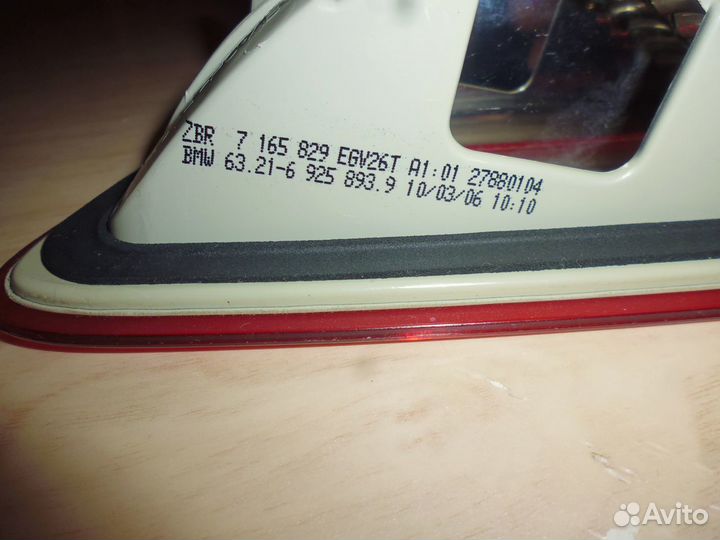 ZBR 7 165 829 EGV26T A1:01 27880104
BMW 63.21-6 925 893.9 10/03/06 10:10
Avito